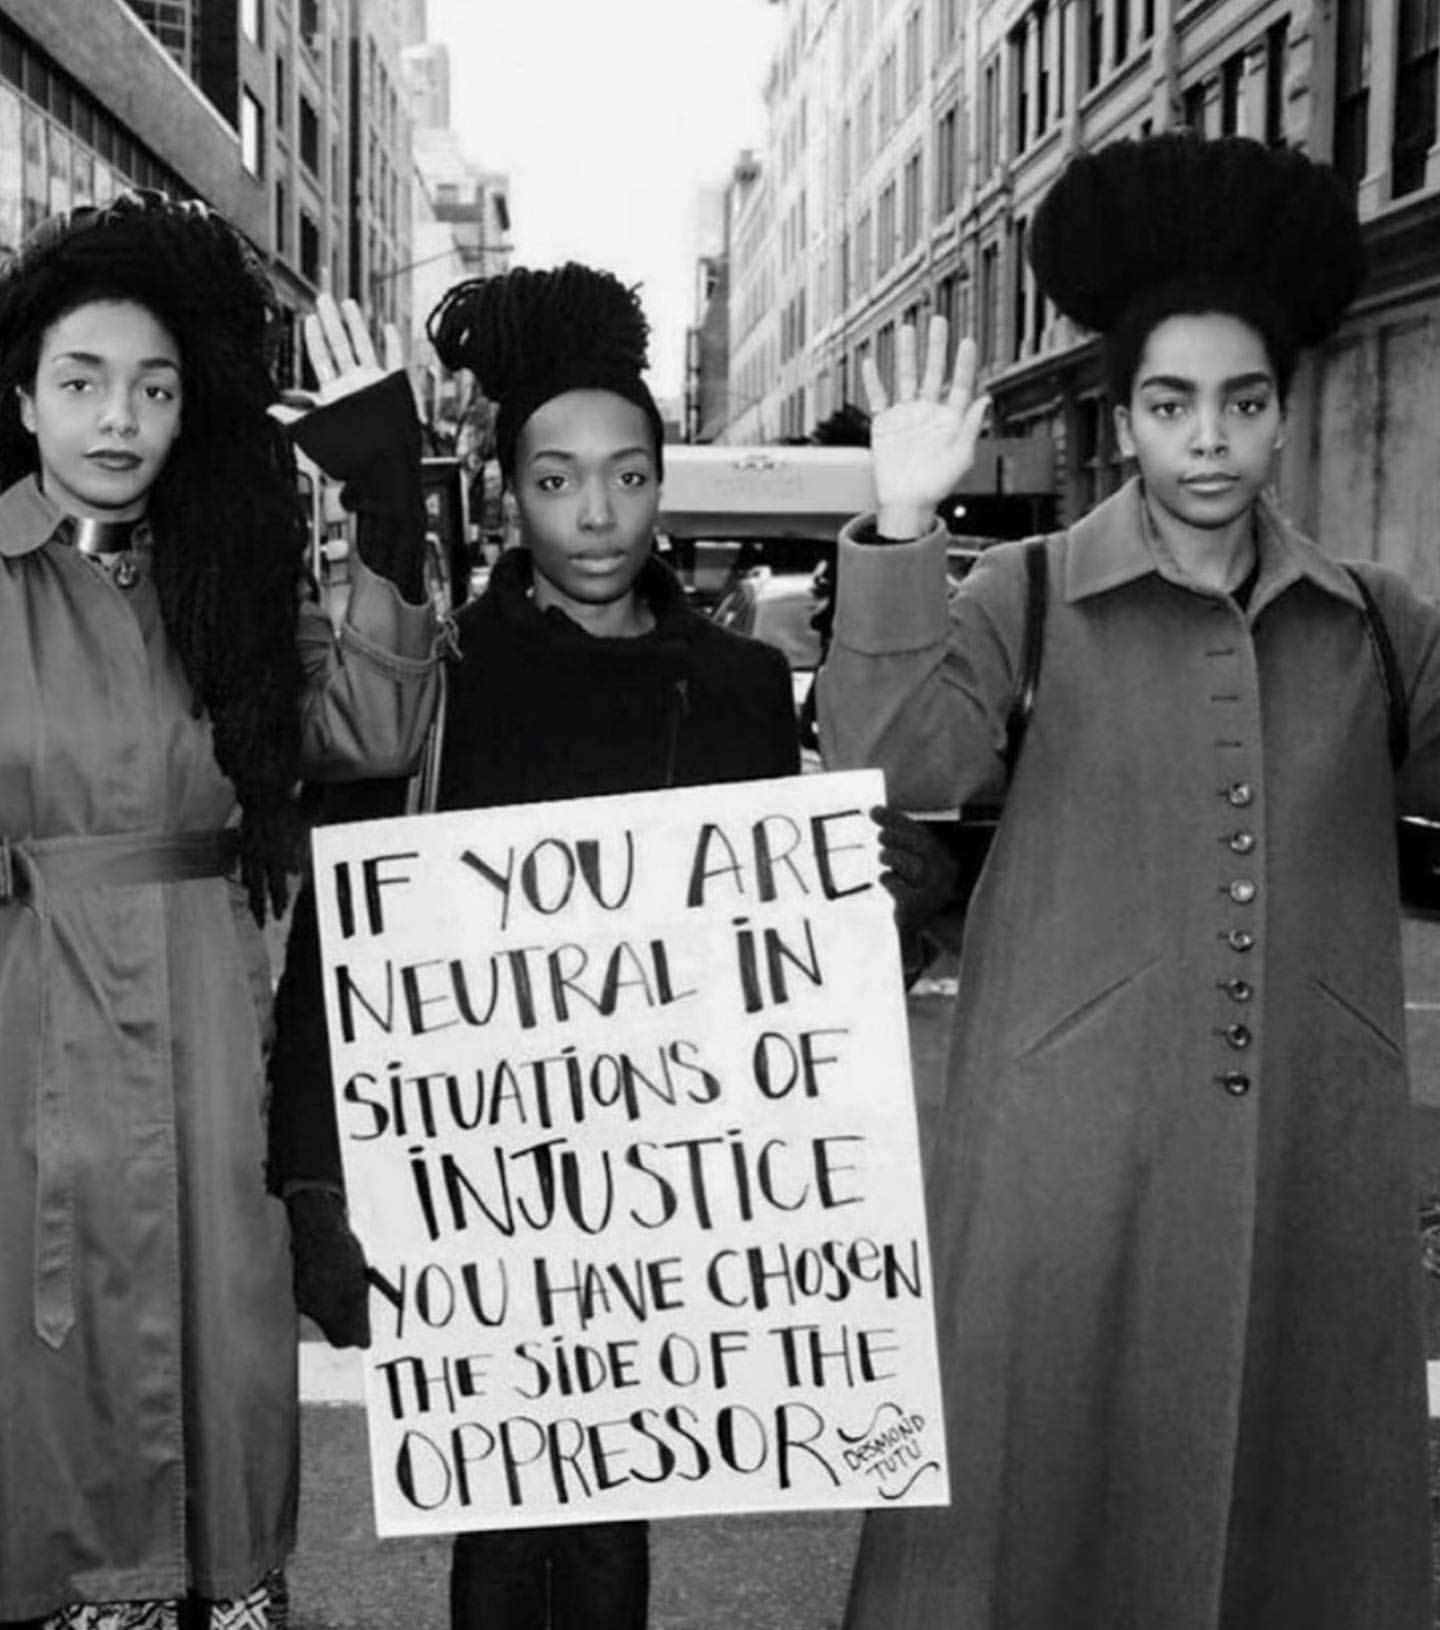 IF YOU ARE
NEUTRAL IN
SITUATIONS OF
INJUSTICE
YOU HAVE CHOSEN
THE SIDE OF THE
OPPRESSOR
DESMOND
TUTU